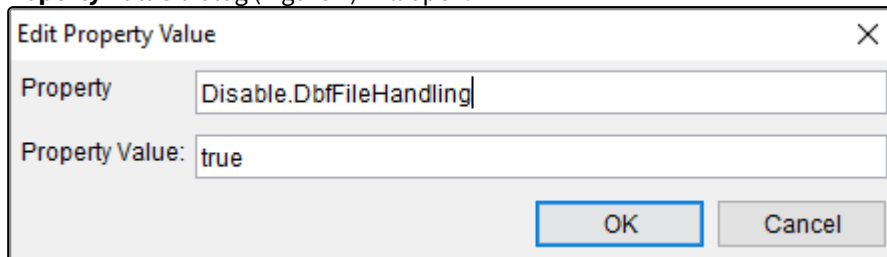 Edit Property Value
Property
Disable.DbfFileHandling
Property Value:
true
OK
Cancel